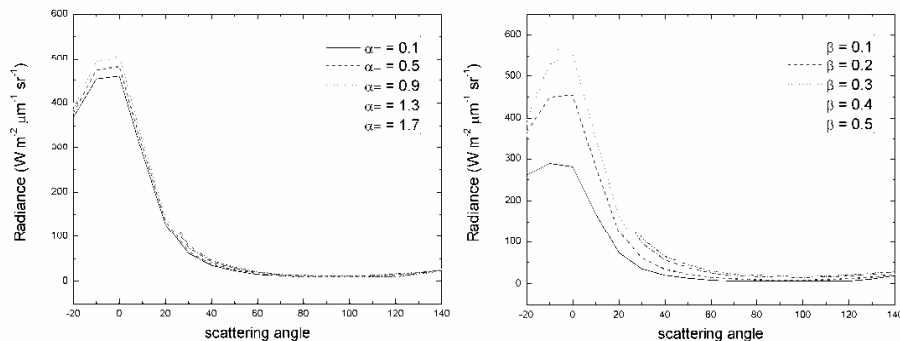 600
500
400
300
200
100
0
-20 0 20 40 60 80 100 120 140
Radiance (W m-2 μm-1 sr-1)
scattering angle
α= = 0.1
α= = 0.5
α= = 0.9
α= = 1.3
α= = 1.7
600
500
400
300
200
100
0
-20 0 20 40 60 80 100 120 140
Radiance (W m-2 μm-1 sr-1)
scattering angle
β = 0.1
β = 0.2
β = 0.3
β = 0.4
β = 0.5